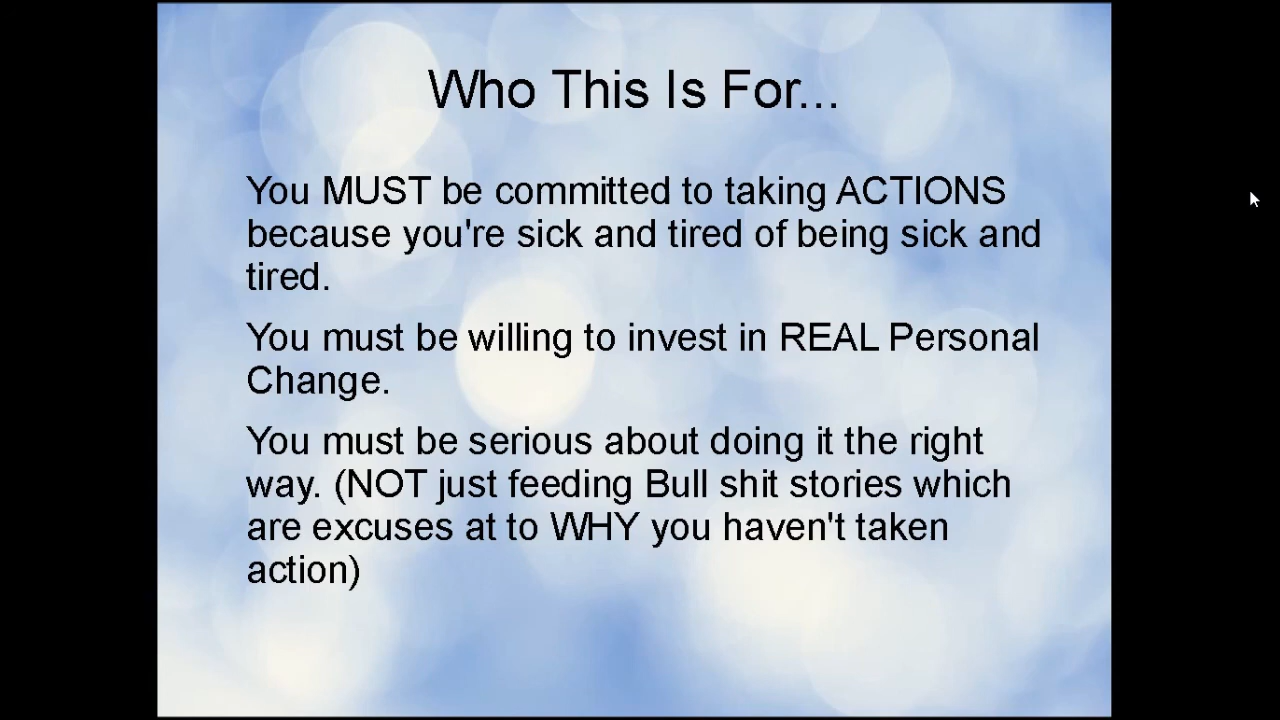 Who This Is For...
You MUST be committed to taking ACTIONS
because you're sick and tired of being sick and
tired.
You must be willing to invest in REAL Personal
Change.
You must be serious about doing it the right
way. (NOT just feeding Bull shit stories which
are excuses at to WHY you haven't taken
action)